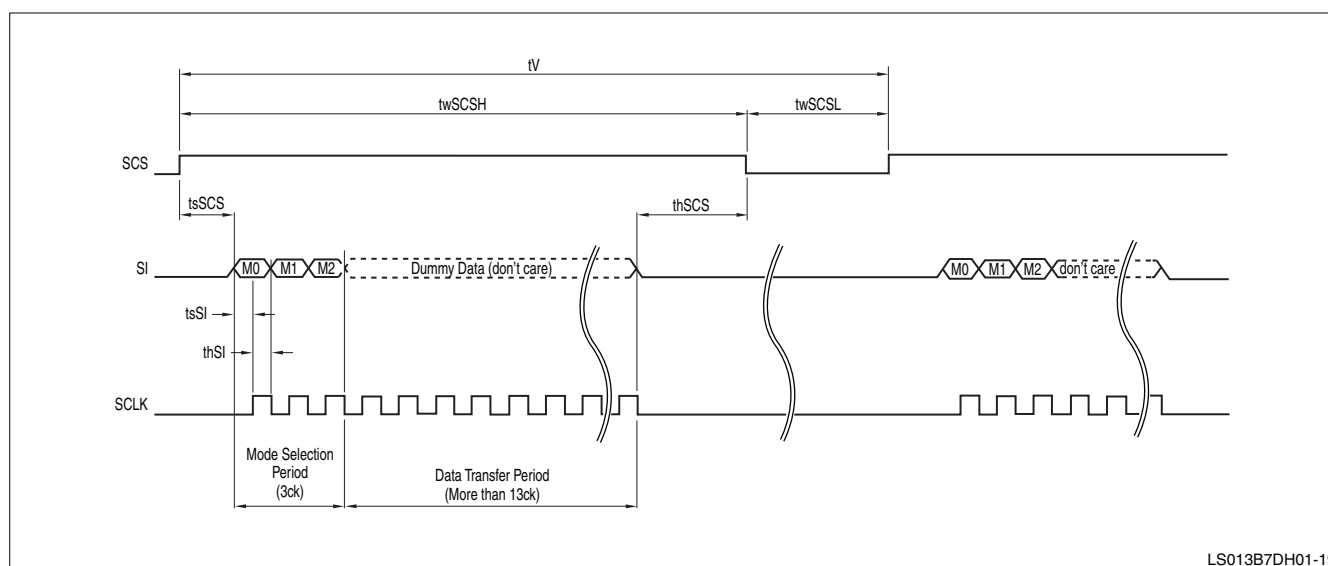 tV
twSCSH
twSCSL
SCS
tsSCS
thSCS
SI
M0
M1
M2
Dummy Data (don't care)
M0
M1
M2
don't care
tsSI
thSI
SCLK
Mode Selection
Period
(3ck)
Data Transfer Period
(More than 13ck)